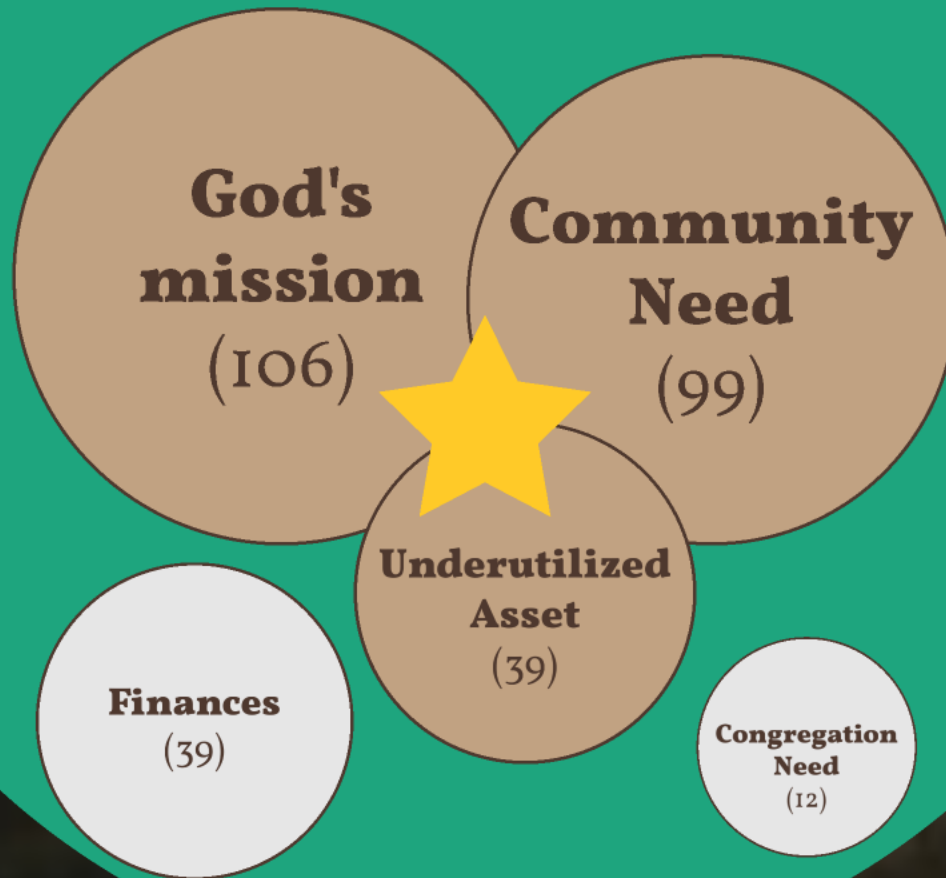 God's
mission
(106)
Community
Need
(99)
Underutilized
Asset
(39)
Finances
(39)
Congregation
Need
(12)